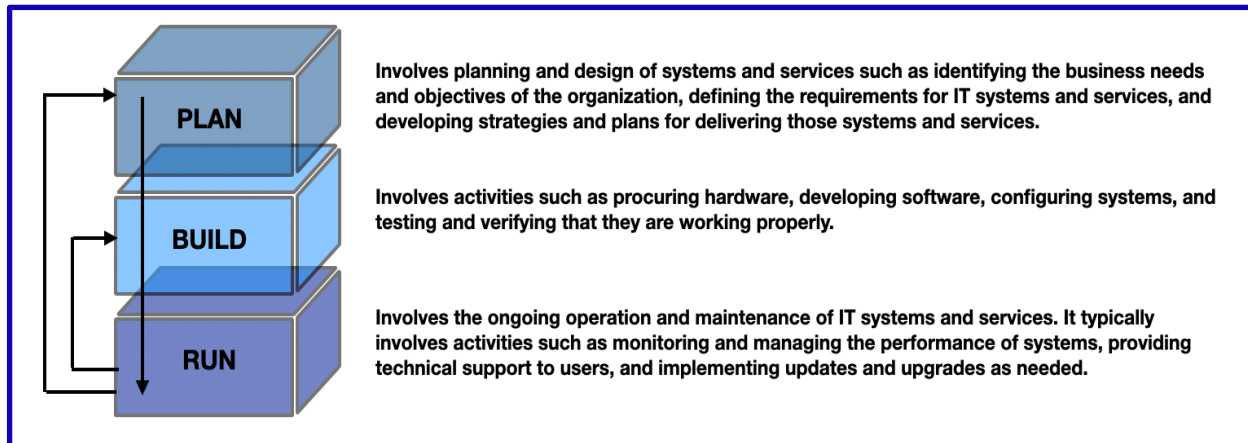 PLAN
Involves planning and design of systems and services such as identifying the business needs
and objectives of the organization, defining the requirements for IT systems and services, and
developing strategies and plans for delivering those systems and services.
BUILD
Involves activities such as procuring hardware, developing software, configuring systems, and
testing and verifying that they are working properly.
RUN
Involves the ongoing operation and maintenance of IT systems and services. It typically
involves activities such as monitoring and managing the performance of systems, providing
technical support to users, and implementing updates and upgrades as needed.